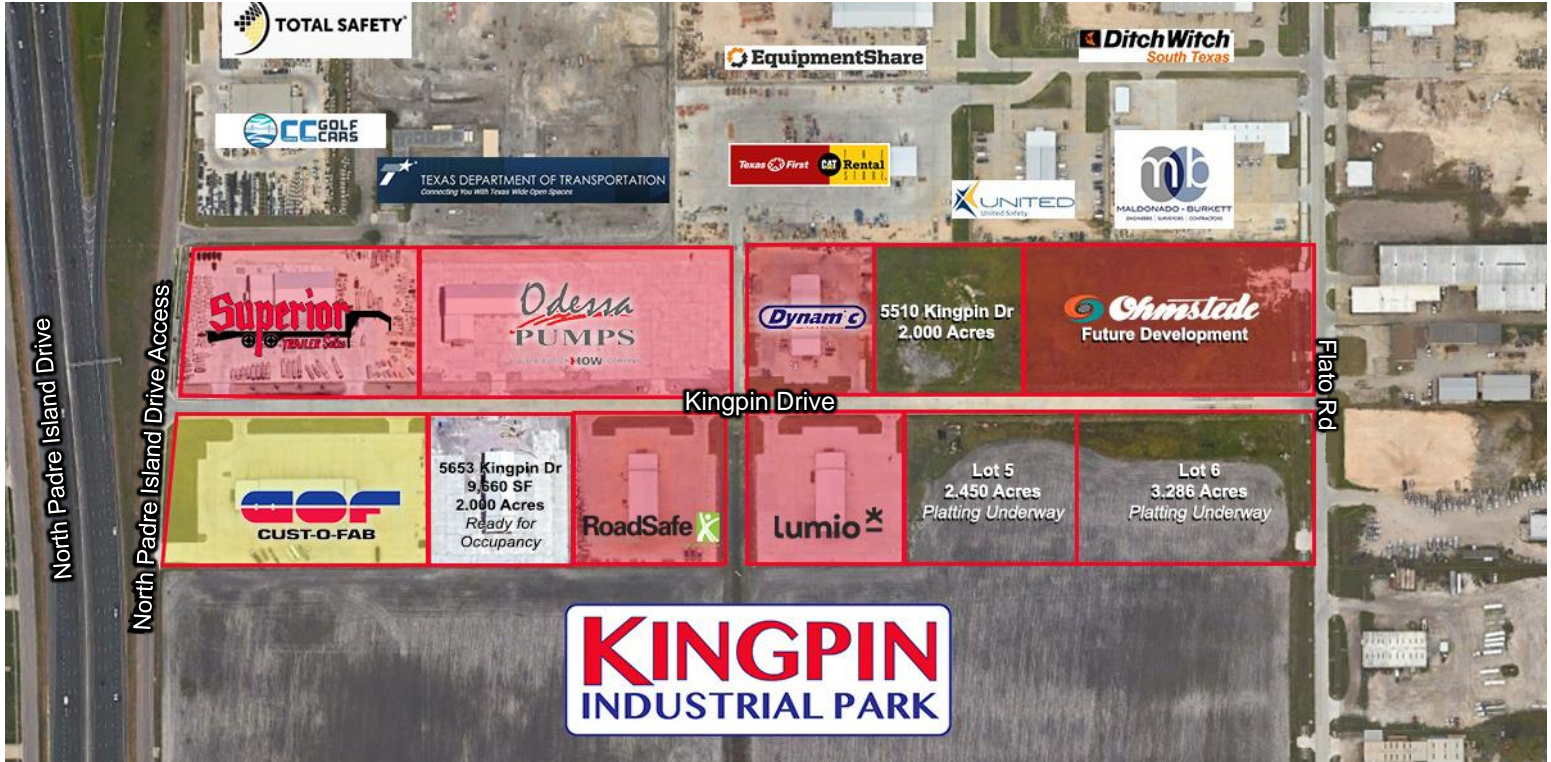 TOTAL SAFETY
EquipmentShare
DitchWitch
South Texas
CC GOLF CARS
TEXAS DEPARTMENT OF TRANSPORTATION
Connecting You With Texas Wide Open Spaces
Texas First CAT Rental
UNITED
United Safety
mb
MALDONADO - BURKETT
ENGINEERS | SURVEYORS | CONTRACTORS
North Padre Island Drive
North Padre Island Drive Access
Superior
TRAILER Sales
Odessa
PUMPS
HOW COMPANY
Dynamic
5510 Kingpin Dr
2.000 Acres
Ohmstede
Future Development
Flato Rd
Kingpin Drive
COF
CUST-O-FAB
5653 Kingpin Dr
9,660 SF
2.000 Acres
Ready for
Occupancy
RoadSafe
Lumio
Lot 5
2.450 Acres
Platting Underway
Lot 6
3.286 Acres
Platting Underway
KINGPIN
INDUSTRIAL PARK